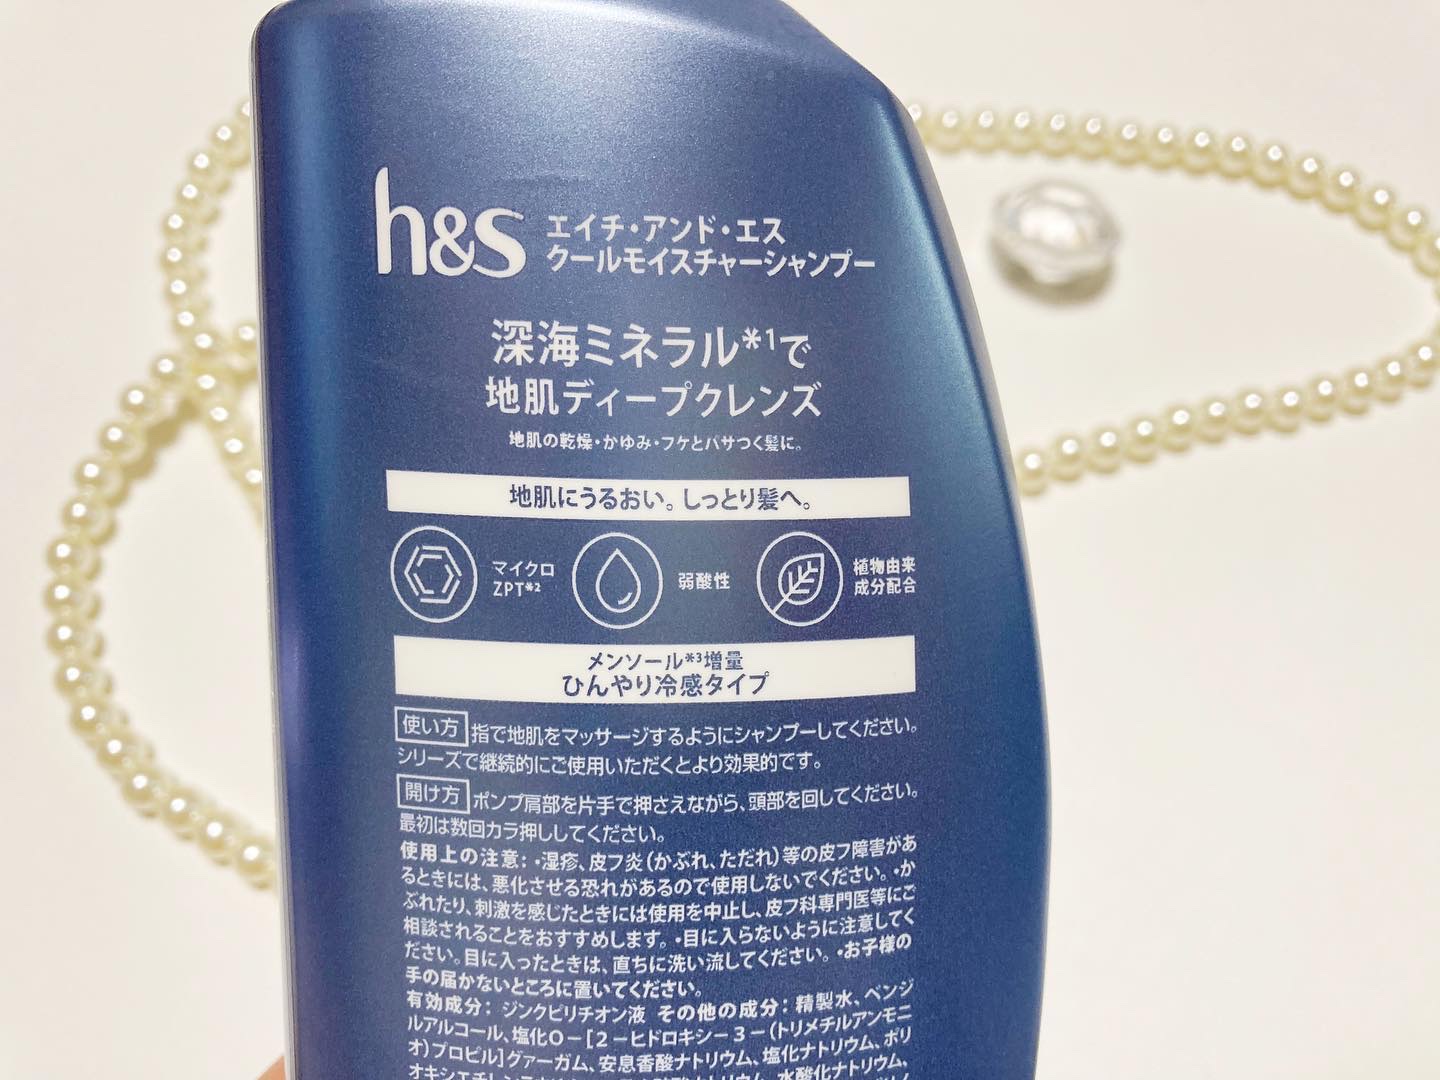 h&s エイチ・アンド・エス
クールモイスチャーシャンプー
深海ミネラル*1で
地肌ディープクレンズ
地肌の乾燥・かゆみ・フケとパサつく髪に。
地肌にうるおい。しっとり髪へ。
マイクロ
ZPT*2
弱酸性
植物由来
成分配合
メンソール*3増量
ひんやり冷感タイプ
使い方 指で地肌をマッサージするようにシャンプーしてください。
シリーズで継続的にご使用いただくとより効果的です。
開け方 ポンプ肩部を片手で押さえながら、頭部を回してください。
最初は数回カラ押ししてください。
使用上の注意:・湿疹、皮フ炎(かぶれ、ただれ)等の皮フ障害があ
るときには、悪化させる恐れがあるので使用しないでください。・か
ぶれたり、刺激を感じたときには使用を中止し、皮フ科専門医等にご
相談されることをおすすめします。・目に入らないように注意してく
ださい。目に入ったときは、直ちに洗い流してください。・お子様の
手の届かないところに置いてください。
有効成分: ジンクピリチオン液 その他の成分: 精製水、ベンジ
ルアルコール、塩化O-[2-ヒドロキシ-3-(トリメチルアンモニ
オ)プロピル]グァーガム、安息香酸ナトリウム、塩化ナトリウム、ポリ
水酸化ナトリウム、